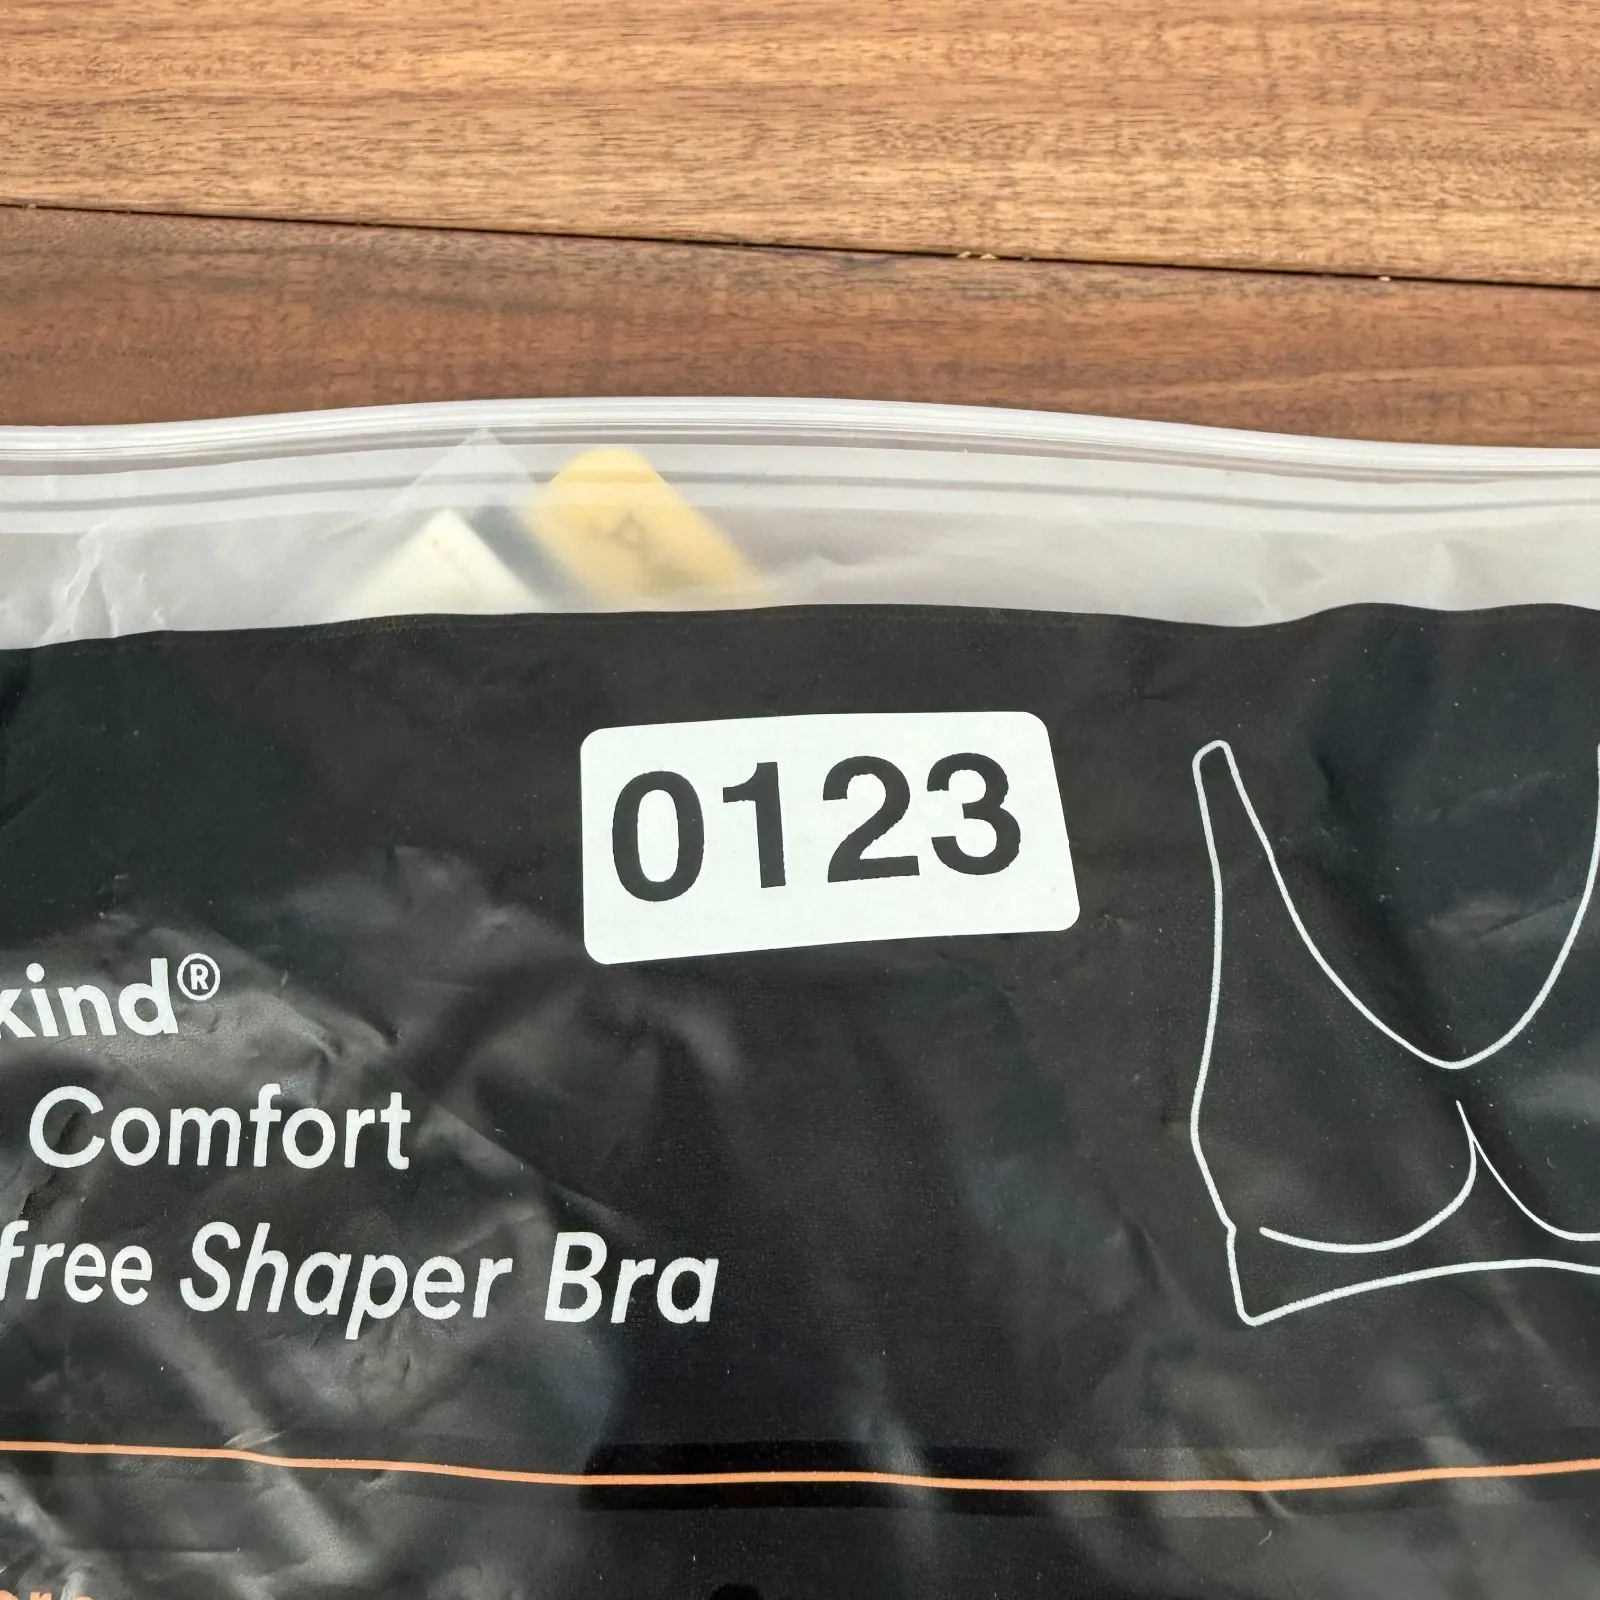 0123
kind®
Comfort
free Shaper Bra